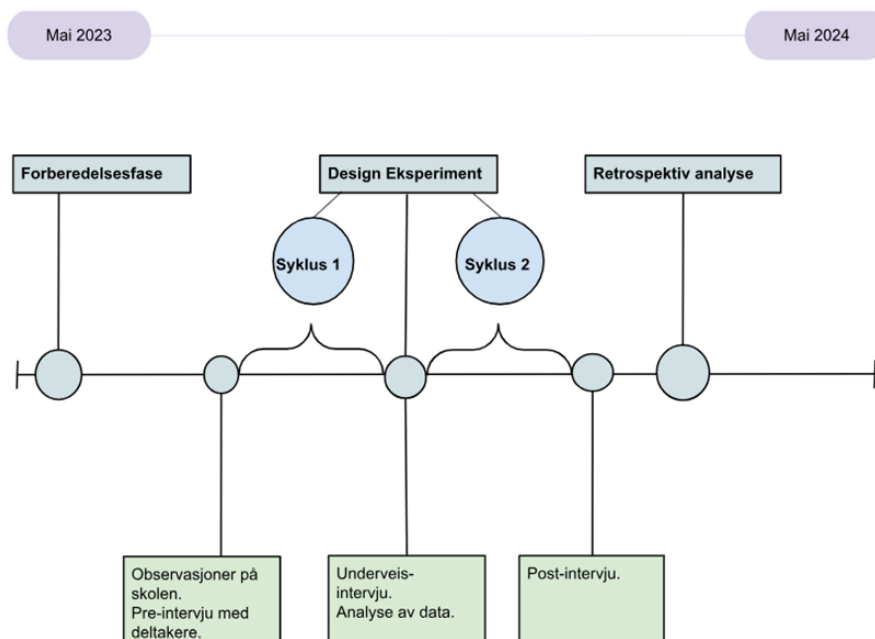 Mai 2023
Mai 2024
Forberedelsesfase
Design Eksperiment
Retrospektiv analyse
Syklus 1
Syklus 2
Observasjoner på
skolen.
Pre-intervju med
deltakere.
Underveis-
intervju.
Analyse av data.
Post-intervju.